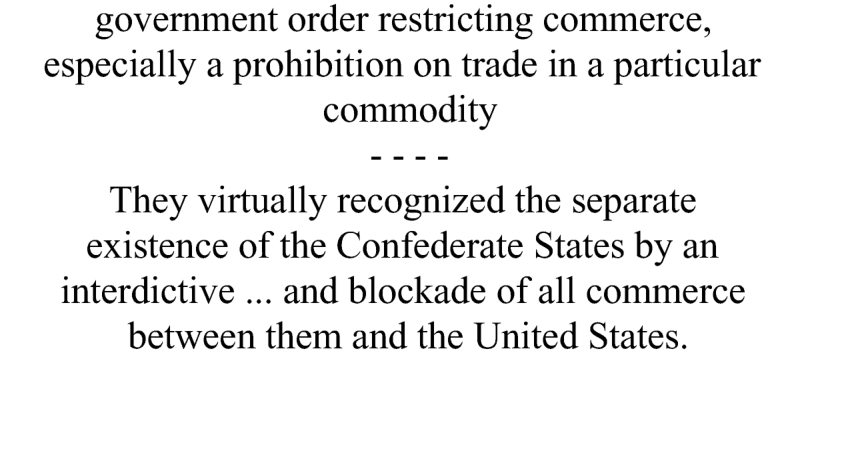 government order restricting commerce,
especially a prohibition on trade in a particular
commodity
- - - -
They virtually recognized the separate
existence of the Confederate States by an
interdictive ... and blockade of all commerce
between them and the United States.